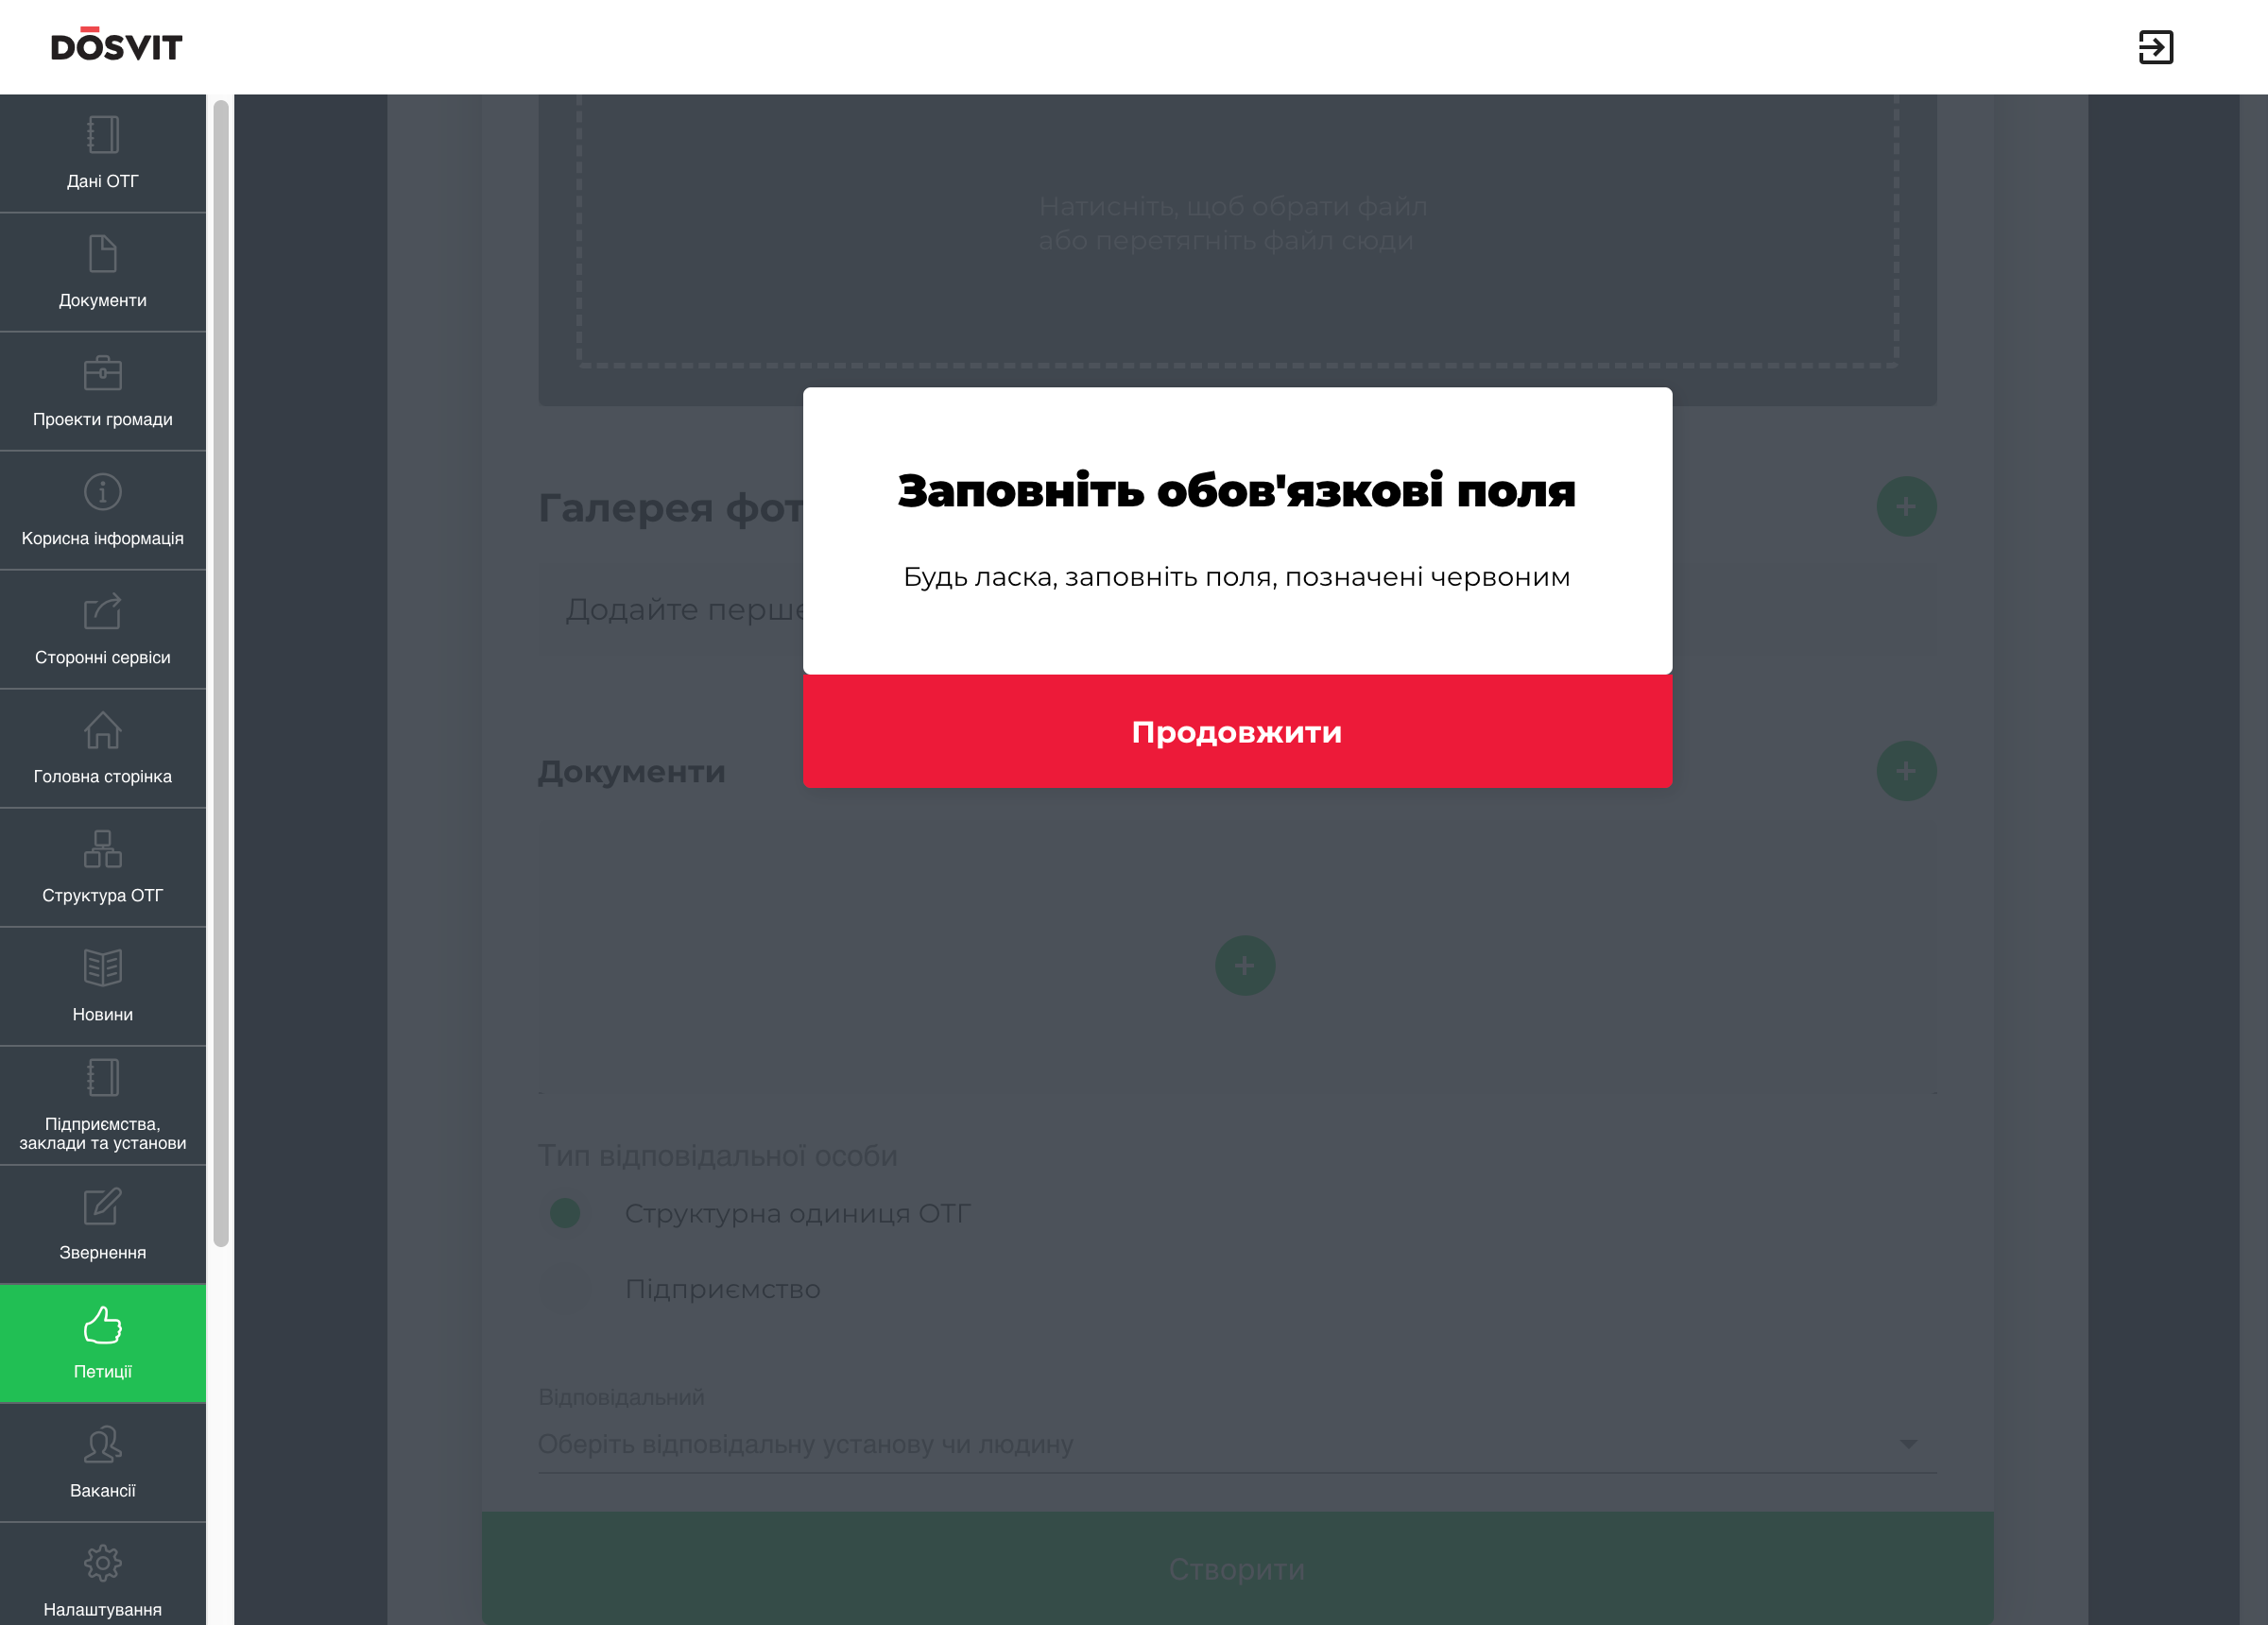 DŌSVIT
Дані ОТГ
Документи
Проекти громади
Корисна інформація
Сторонні сервіси
Головна сторінка
Структура ОТГ
Новини
Підприємства,
заклади та установи
Звернення
Петиції
Вакансії
Налаштування
Натисніть, щоб обрати файл
або перетягніть файл сюди
Галерея фот
Додайте перше
Заповніть обов'язкові поля
Будь ласка, заповніть поля, позначені червоним
Продовжити
Документи
Тип відповідальної особи
Структурна одиниця ОТГ
Підприємство
Відповідальний
Оберіть відповідальну установу чи людину
Створити